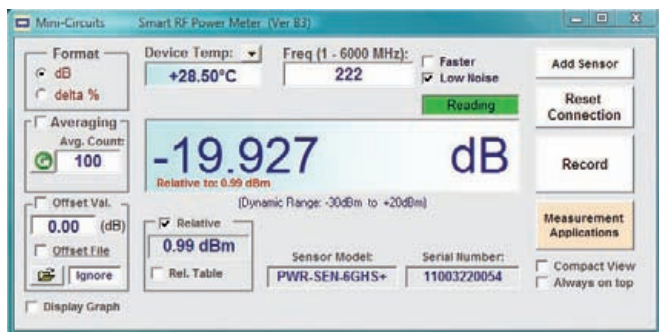 Mini-Circuits Smart RF Power Meter (Ver B3)
Format
dB
delta %
Device Temp:
+28.50°C
Freq (1 - 6000 MHz):
222
Faster
Low Noise
Reading
Add Sensor
Reset
Connection
Record
Measurement
Applications
Compact View
Always on top
Averaging
Avg. Count:
100
-19.927 dB
Relative to: 0.99 dBm
(Dynamic Range: -30dBm to +20dBm)
Offset Val.
0.00 (dB)
Offset File
Ignore
Display Graph
Relative
0.99 dBm
Rel. Table
Sensor Model:
PWR-SEN-6GHS+
Serial Number:
11003220054